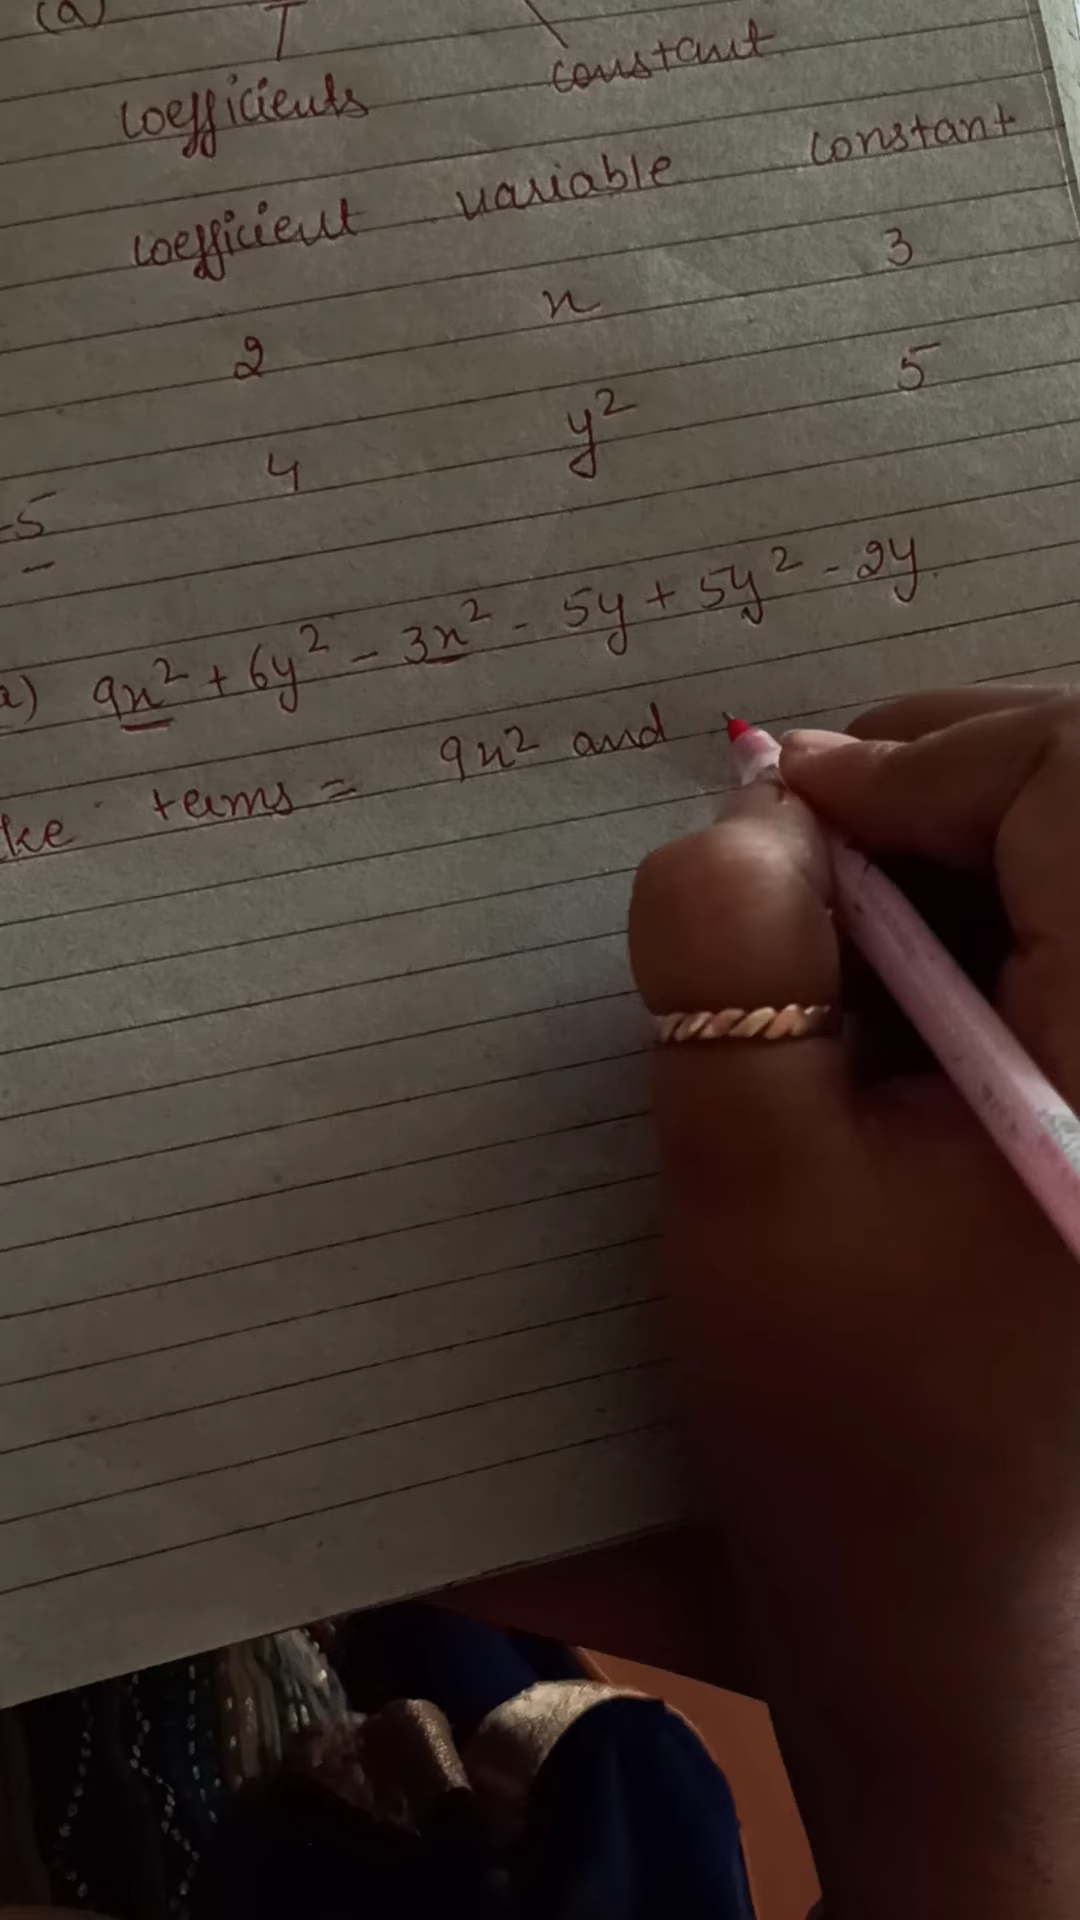 (a)
coefficients constant
coefficient variable constant
2 x 3
-5 4 y² 5
a) 9x² + 6y² - 3x² - 5y + 5y² - 2y
ke terms = 9x² and